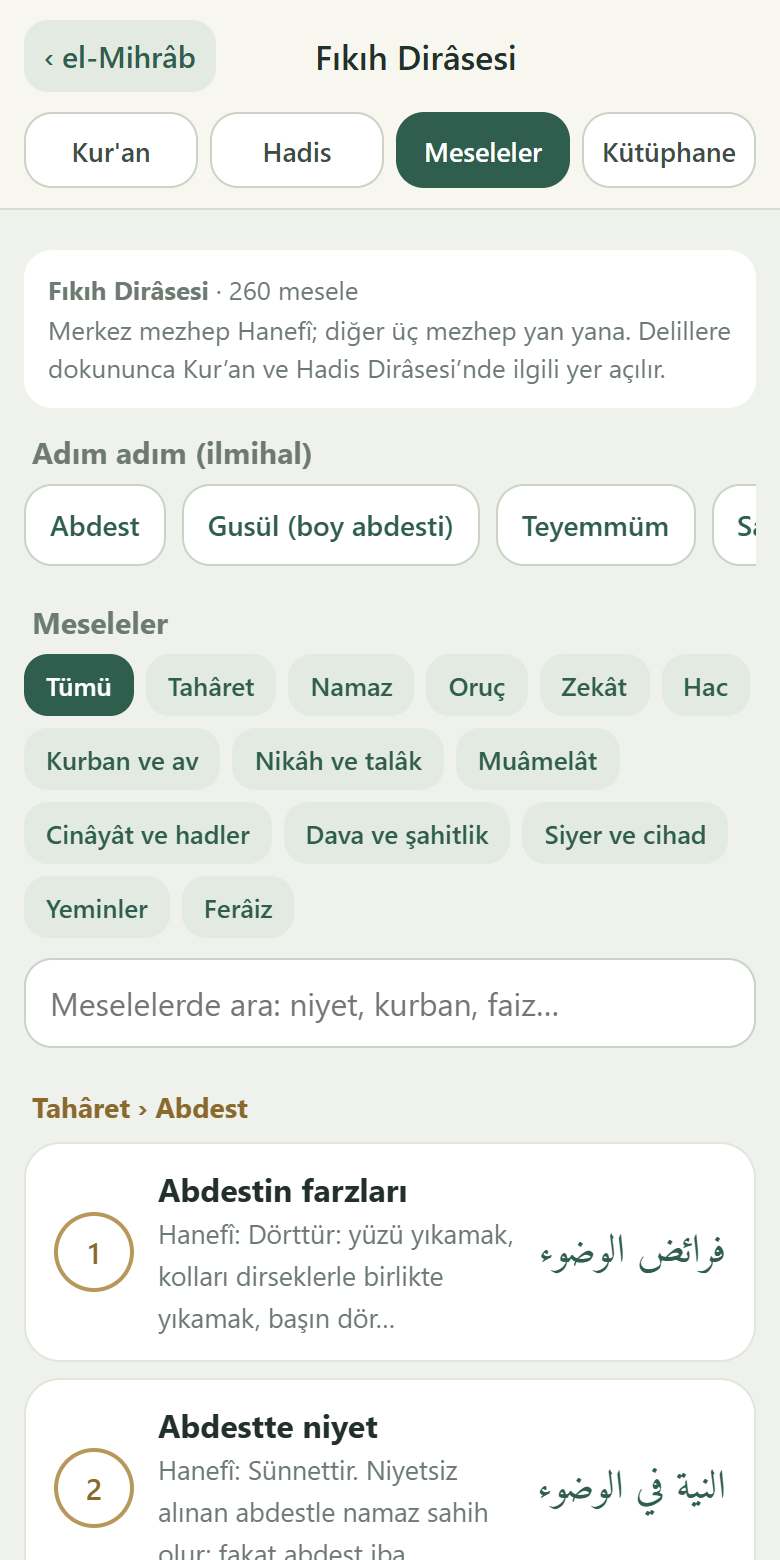 ‹ el-Mihrâb
Fıkıh Dirâsesi
Kur'an
Hadis
Meseleler
Kütüphane
Fıkıh Dirâsesi · 260 mesele
Merkez mezhep Hanefî; diğer üç mezhep yan yana. Delillere
dokununca Kur’an ve Hadis Dirâsesi’nde ilgili yer açılır.
Adım adım (ilmihal)
Abdest
Gusül (boy abdesti)
Teyemmüm
Meseleler
Tümü
Tahâret
Namaz
Oruç
Zekât
Hac
Kurban ve av
Nikâh ve talâk
Muâmelât
Cinâyât ve hadler
Dava ve şahitlik
Siyer ve cihad
Yeminler
Ferâiz
Meselelerde ara: niyet, kurban, faiz…
Tahâret › Abdest
1
Abdestin farzları
Hanefî: Dörttür: yüzü yıkamak,
kolları dirseklerle birlikte
yıkamak, başın dör…
فرائض الوضوء
2
Abdestte niyet
Hanefî: Sünnettir. Niyetsiz
alınan abdestle namaz sahih
olur; fakat abdest iba
النية في الوضوء